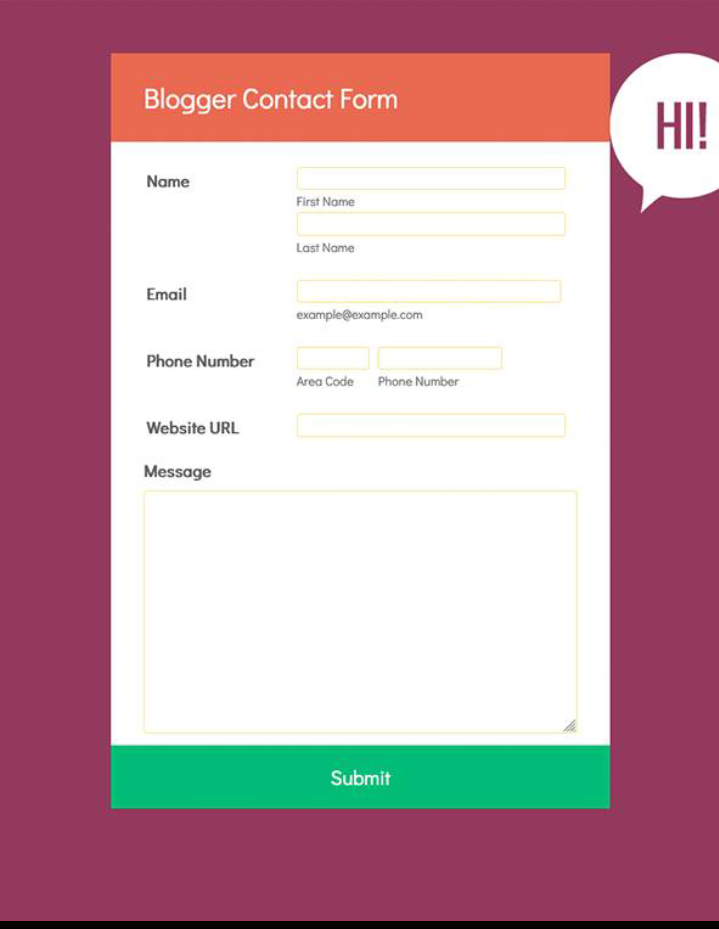 Blogger Contact Form
HI!
Name
First Name
Last Name
Email
example@example.com
Phone Number
Area Code Phone Number
Website URL
Message
Submit